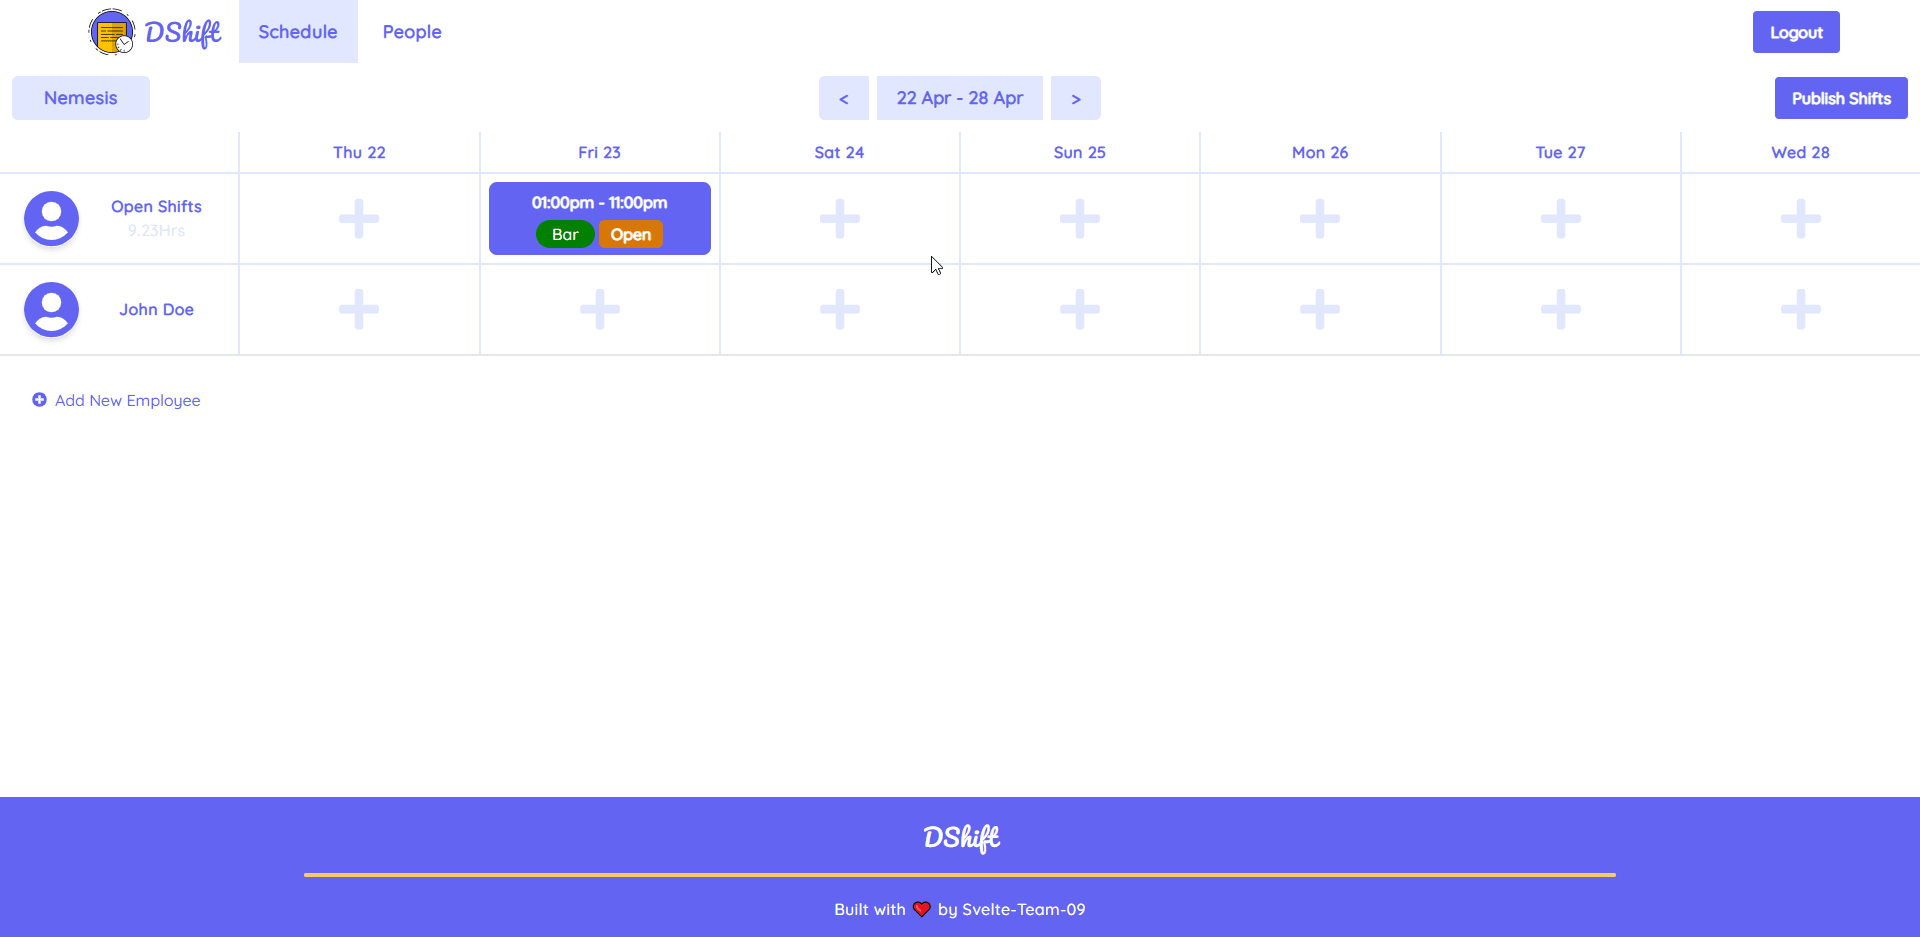 DShift Schedule People Logout
Nemesis < 22 Apr - 28 Apr > Publish Shifts
Thu 22 Fri 23 Sat 24 Sun 25 Mon 26 Tue 27 Wed 28
Open Shifts
9.23Hrs
01:00pm - 11:00pm
Bar Open
John Doe
Add New Employee
DShift
Built with ❤ by Svelte-Team-09